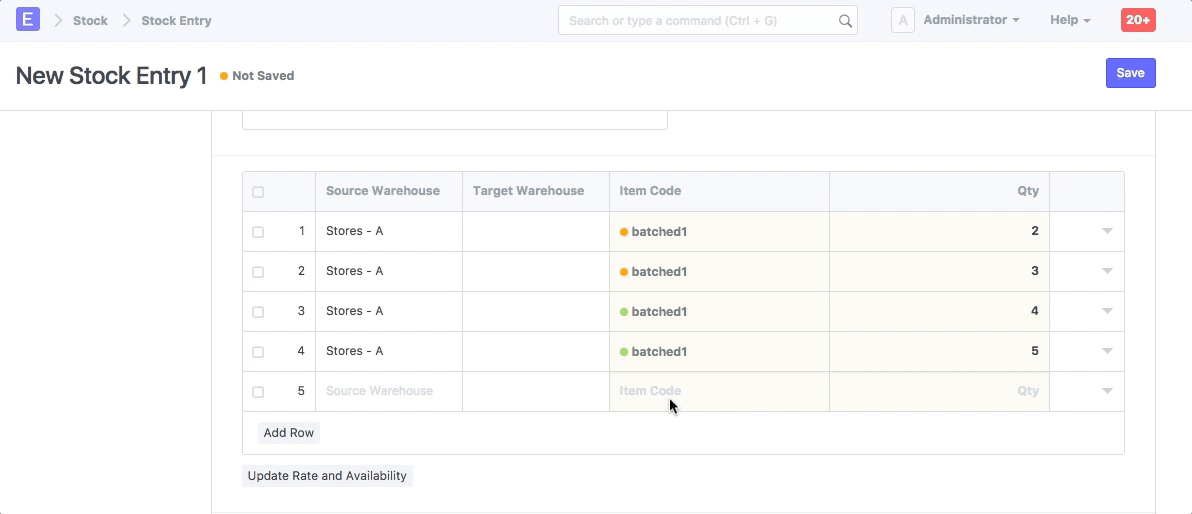 E Stock Stock Entry Search or type a command (Ctrl + G) A Administrator Help 20+
New Stock Entry 1 Not Saved Save
Source Warehouse Target Warehouse Item Code Qty
1 Stores - A batched1 2
2 Stores - A batched1 3
3 Stores - A batched1 4
4 Stores - A batched1 5
5 Source Warehouse Item Code Qty
Add Row
Update Rate and Availability